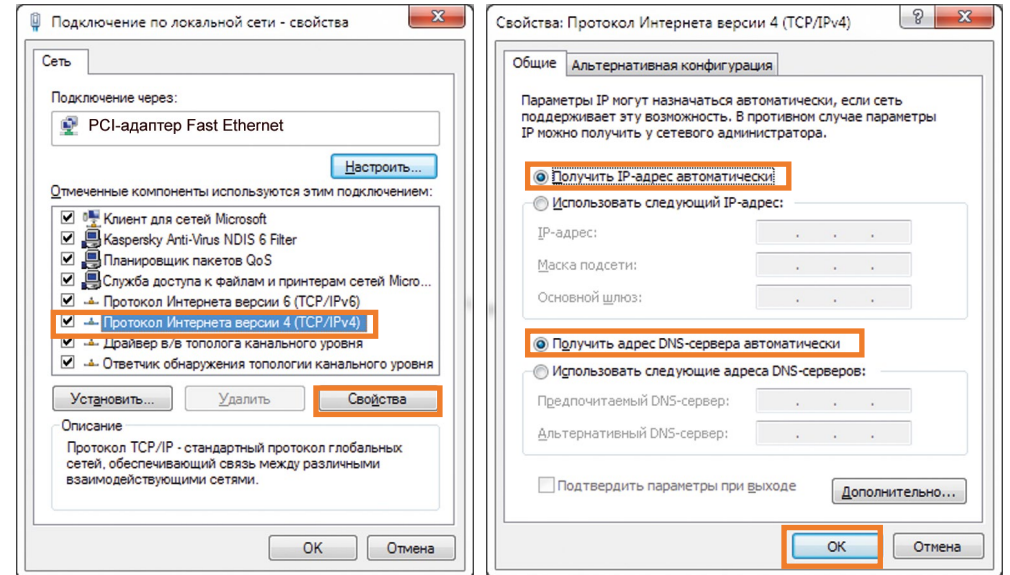 Подключение по локальной сети - свойства
Сеть
Подключение через:
PCI-адаптер Fast Ethernet
Настроить...
Отмеченные компоненты используются этим подключением:
Клиент для сетей Microsoft
Kaspersky Anti-Virus NDIS 6 Filter
Планировщик пакетов QoS
Служба доступа к файлам и принтерам сетей Micro...
Протокол Интернета версии 6 (TCP/IPv6)
Протокол Интернета версии 4 (TCP/IPv4)
Драйвер в/в тополога канального уровня
Ответчик обнаружения топологии канального уровня
Установить...
Удалить
Свойства
Описание
Протокол TCP/IP - стандартный протокол глобальных
сетей, обеспечивающий связь между различными
взаимодействующими сетями.
OK
Отмена
Свойства: Протокол Интернета версии 4 (TCP/IPv4)
Общие
Альтернативная конфигурация
Параметры IP могут назначаться автоматически, если сеть
поддерживает эту возможность. В противном случае параметры
IP можно получить у сетевого администратора.
Получить IP-адрес автоматически
Использовать следующий IP-адрес:
IP-адрес:
Маска подсети:
Основной шлюз:
Получить адрес DNS-сервера автоматически
Использовать следующие адреса DNS-серверов:
Предпочитаемый DNS-сервер:
Альтернативный DNS-сервер:
Подтвердить параметры при выходе
Дополнительно...
OK
Отмена